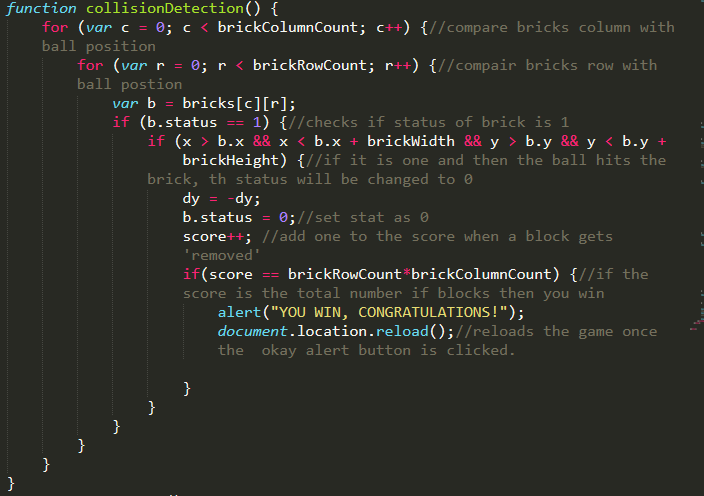 function collisionDetection() {
for (var c = 0; c < brickColumnCount; c++) {//compare bricks column with
ball position
for (var r = 0; r < brickRowCount; r++) {//compair bricks row with
ball postion
var b = bricks[c][r];
if (b.status == 1) {//checks if status of brick is 1
if (x > b.x && x < b.x + brickWidth && y > b.y && y < b.y +
brickHeight) {//if it is one and then the ball hits the
brick, th status will be changed to 0
dy = -dy;
b.status = 0;//set stat as 0
score++; //add one to the score when a block gets
'removed'
if(score == brickRowCount*brickColumnCount) {//if the
score is the total number if blocks then you win
alert("YOU WIN, CONGRATULATIONS!");
document.location.reload();//reloads the game once
the  okay alert button is clicked.
}
}
}
}
}
}